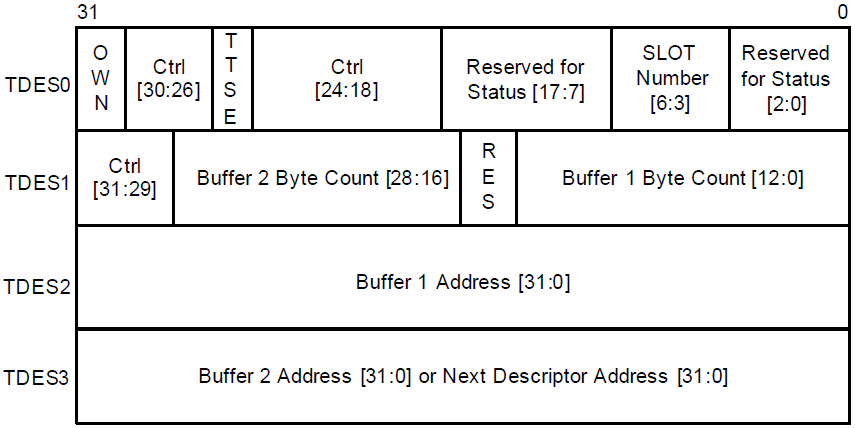 31 0
TDES0
OWN
Ctrl
[30:26]
TTSE
Ctrl
[24:18]
Reserved for
Status [17:7]
SLOT
Number
[6:3]
Reserved
for Status
[2:0]
TDES1
Ctrl
[31:29]
Buffer 2 Byte Count [28:16]
RES
Buffer 1 Byte Count [12:0]
TDES2
Buffer 1 Address [31:0]
TDES3
Buffer 2 Address [31:0] or Next Descriptor Address [31:0]